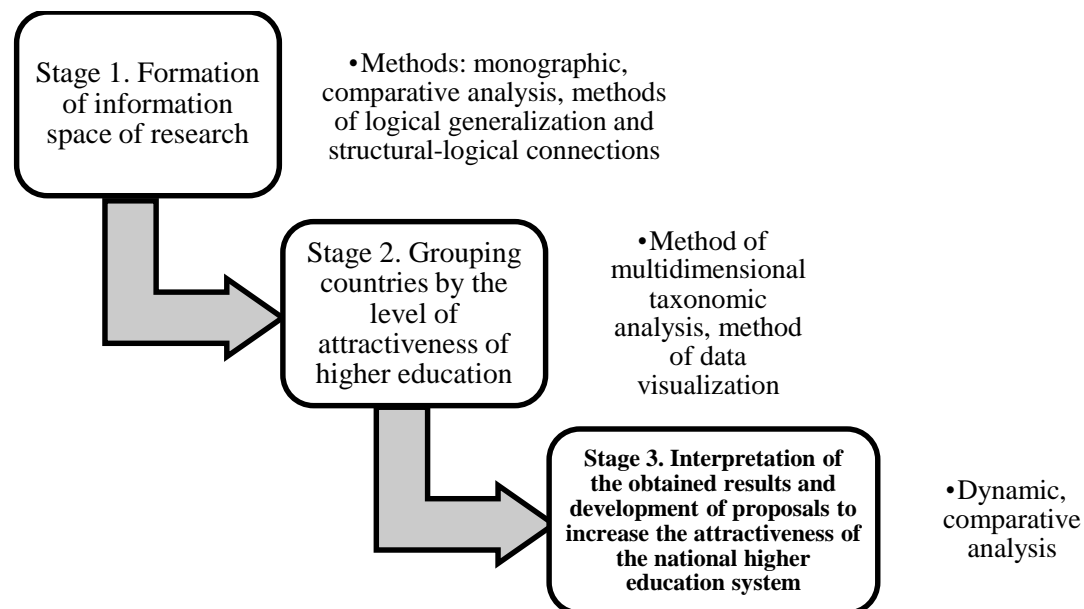 Stage 1. Formation
of information
space of research
•Methods: monographic,
comparative analysis, methods
of logical generalization and
structural-logical connections
Stage 2. Grouping
countries by the
level of
attractiveness of
higher education
•Method of
multidimensional
taxonomic
analysis, method
of data
visualization
Stage 3. Interpretation of
the obtained results and
development of proposals to
increase the attractiveness of
the national higher
education system
•Dynamic,
comparative
analysis